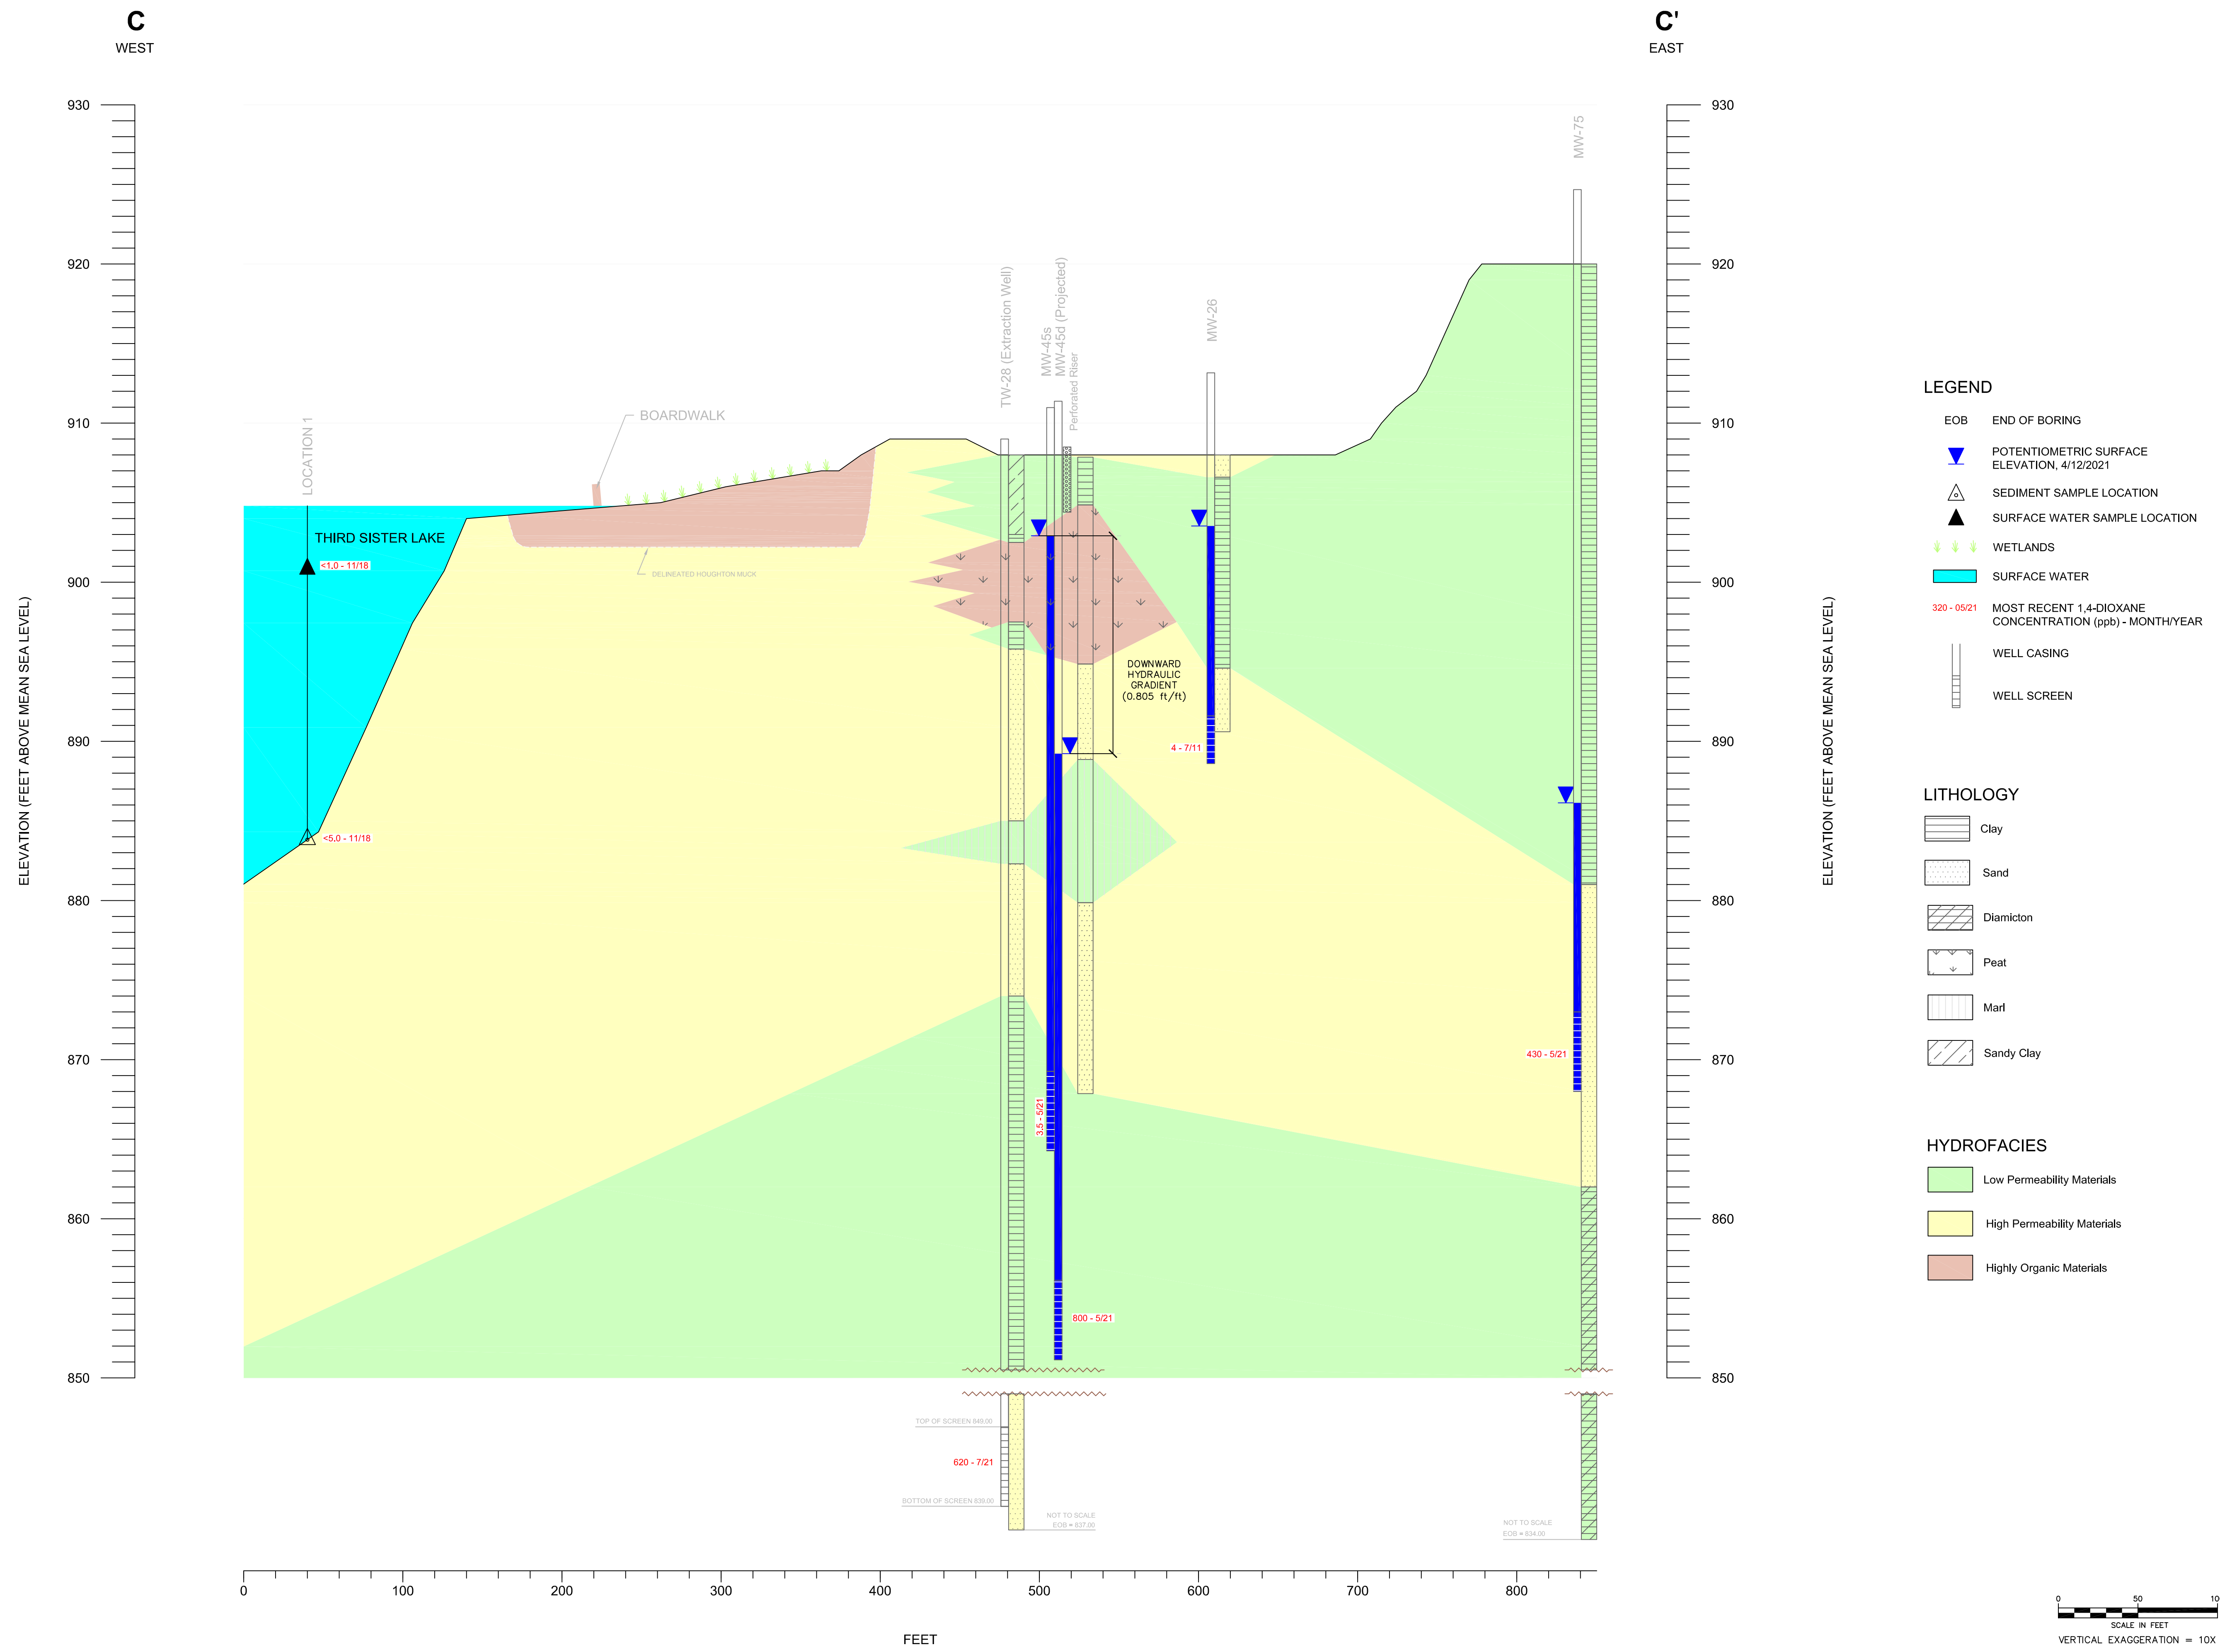 C
WEST
C'
EAST
930
920
910
900
890
880
870
860
850
ELEVATION (FEET ABOVE MEAN SEA LEVEL)
LOCATION 1
THIRD SISTER LAKE
<1.0 - 11/18
<5.0 - 11/18
BOARDWALK
DELINEATED HOUGHTON MUCK
TW-28 (Extraction Well)
MW-45s
MW-45d (Projected)
Perforated Riser
MW-26
MW-75
DOWNWARD
HYDRAULIC
GRADIENT
(0.805 ft/ft)
4 - 7/11
430 - 5/21
3.5 - 5/21
800 - 5/21
TOP OF SCREEN 849.00
620 - 7/21
BOTTOM OF SCREEN 839.00
NOT TO SCALE
EOB = 837.00
NOT TO SCALE
EOB = 834.00
0
100
200
300
400
500
600
700
800
FEET
930
920
910
900
890
880
870
860
850
ELEVATION (FEET ABOVE MEAN SEA LEVEL)
LEGEND
EOB END OF BORING
POTENTIOMETRIC SURFACE
ELEVATION, 4/12/2021
SEDIMENT SAMPLE LOCATION
SURFACE WATER SAMPLE LOCATION
WETLANDS
SURFACE WATER
320 - 05/21 MOST RECENT 1,4-DIOXANE
CONCENTRATION (ppb) - MONTH/YEAR
WELL CASING
WELL SCREEN
LITHOLOGY
Clay
Sand
Diamicton
Peat
Marl
Sandy Clay
HYDROFACIES
Low Permeability Materials
High Permeability Materials
Highly Organic Materials
0 50 10
SCALE IN FEET
VERTICAL EXAGGERATION = 10X